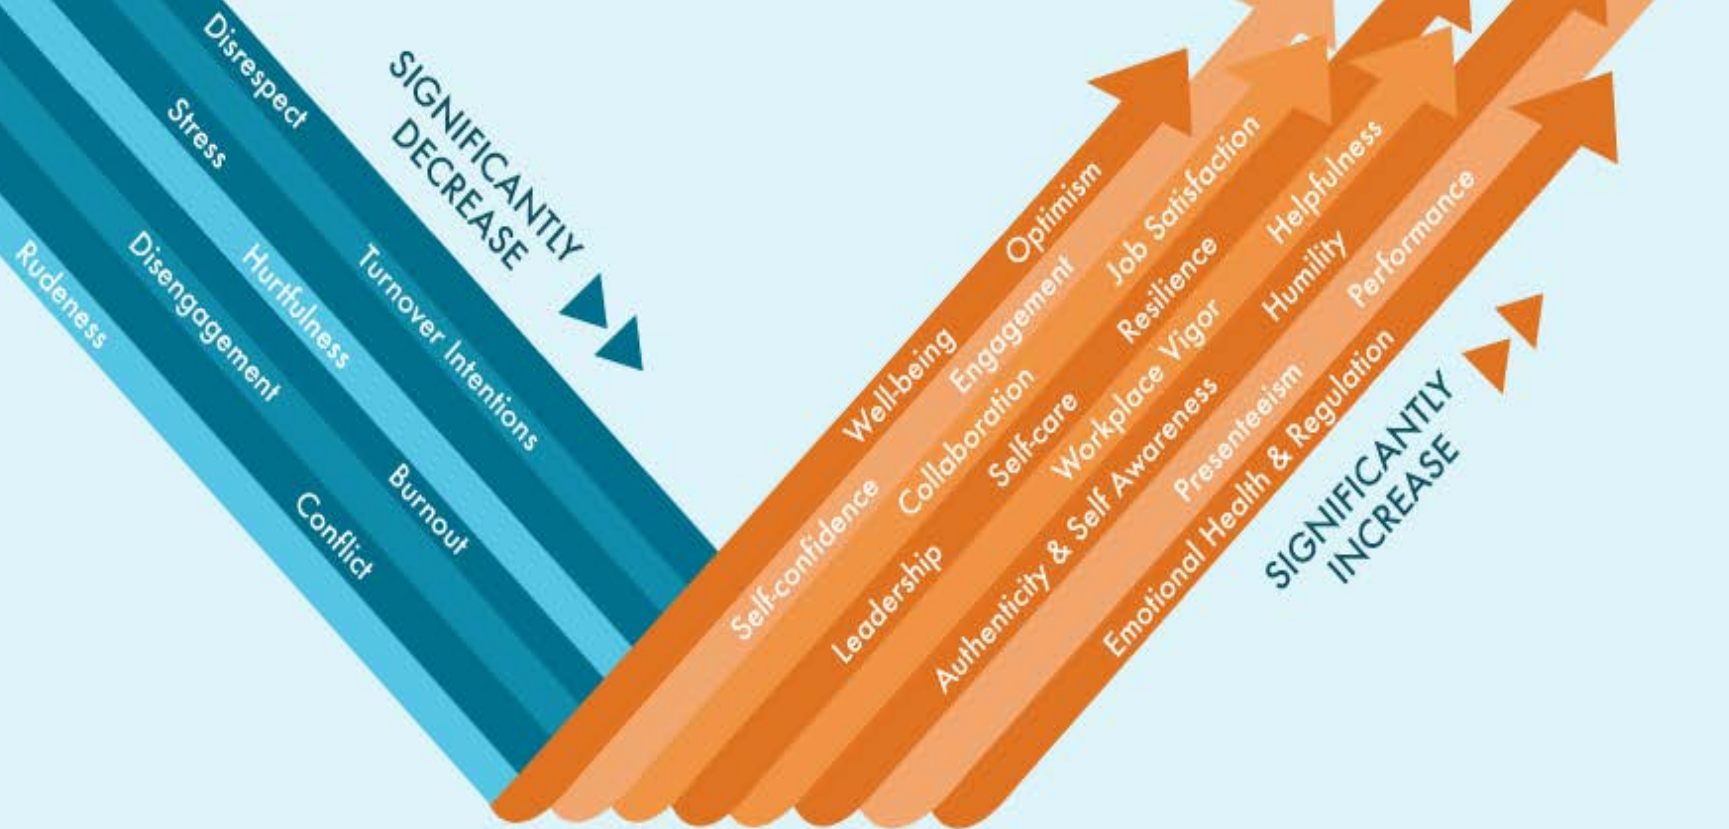 Disrespect
Stress
Turnover Intentions
Hurtfulness
Disengagement
Burnout
Rudeness
Conflict
SIGNIFICANTLY
DECREASE
Optimism
Well-being
Engagement
Self-confidence
Job Satisfaction
Collaboration
Resilience
Self-care
Leadership
Helpfulness
Workplace Vigor
Humility
Authenticity & Self Awareness
Performance
Presenteeism
Emotional Health & Regulation
SIGNIFICANTLY
INCREASE